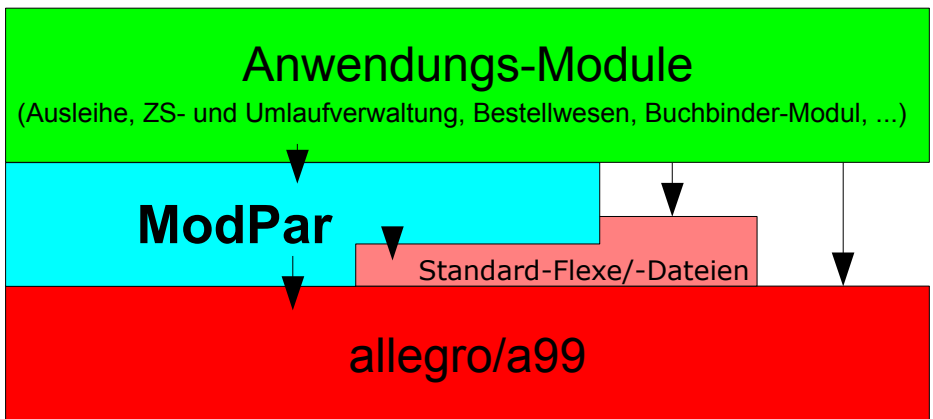 Anwendungs-Module
(Ausleihe, ZS- und Umlaufverwaltung, Bestellwesen, Buchbinder-Modul, ...)
ModPar
Standard-Flexe/-Dateien
allegro/a99